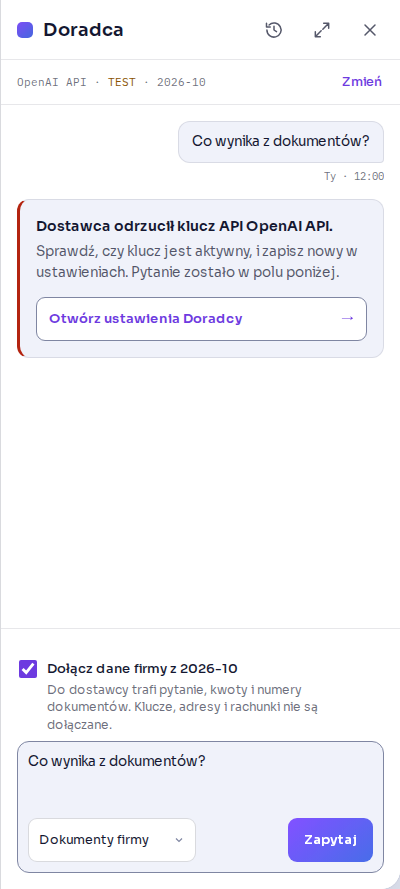 Doradca
OpenAI API · TEST · 2026-10
Zmień
Co wynika z dokumentów?
Ty · 12:00
Dostawca odrzucił klucz API OpenAI API.
Sprawdź, czy klucz jest aktywny, i zapisz nowy w
ustawieniach. Pytanie zostało w polu poniżej.
Otwórz ustawienia Doradcy →
Dołącz dane firmy z 2026-10
Do dostawcy trafi pytanie, kwoty i numery
dokumentów. Klucze, adresy i rachunki nie są
dołączane.
Co wynika z dokumentów?
Dokumenty firmy
Zapytaj